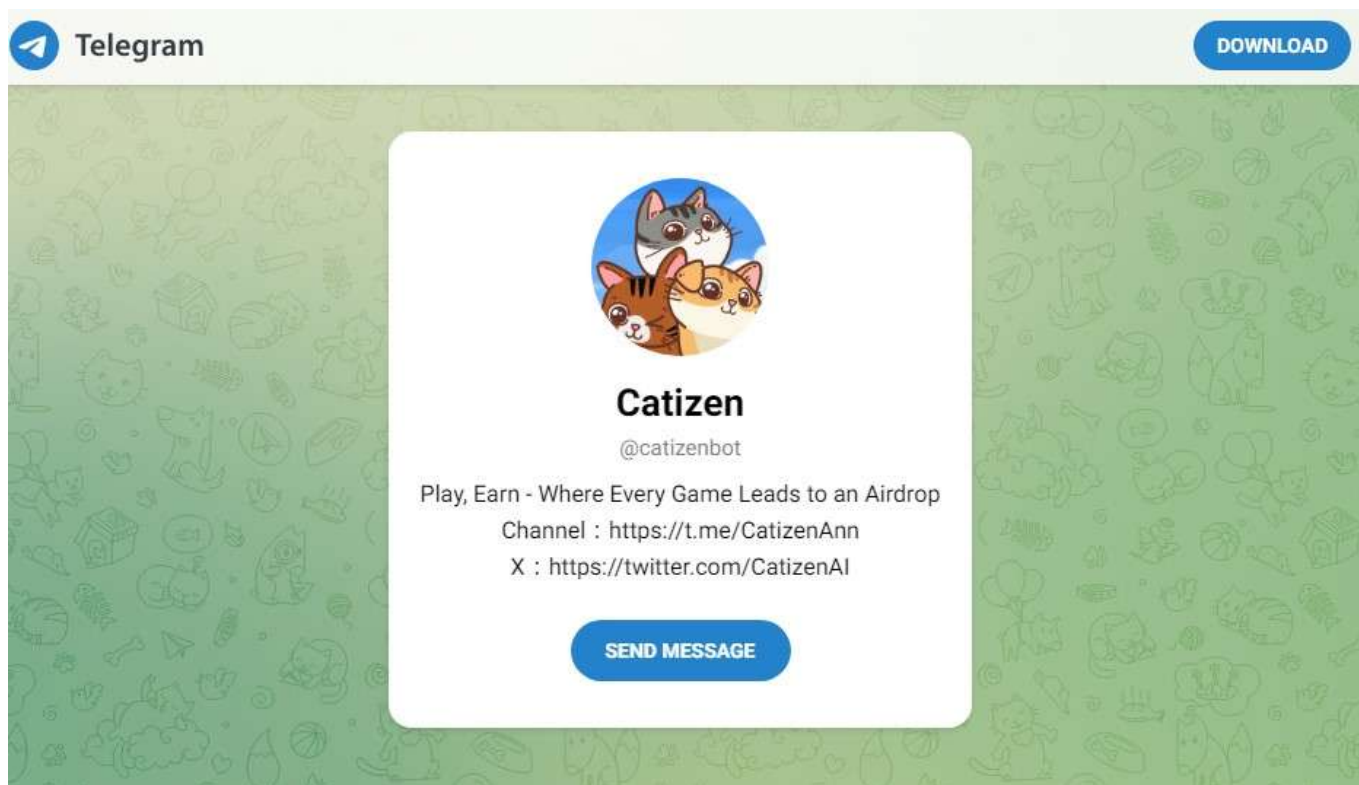 Telegram
DOWNLOAD
Catizen
@catizenbot
Play, Earn - Where Every Game Leads to an Airdrop
Channel：https://t.me/CatizenAnn
X：https://twitter.com/CatizenAI
SEND MESSAGE